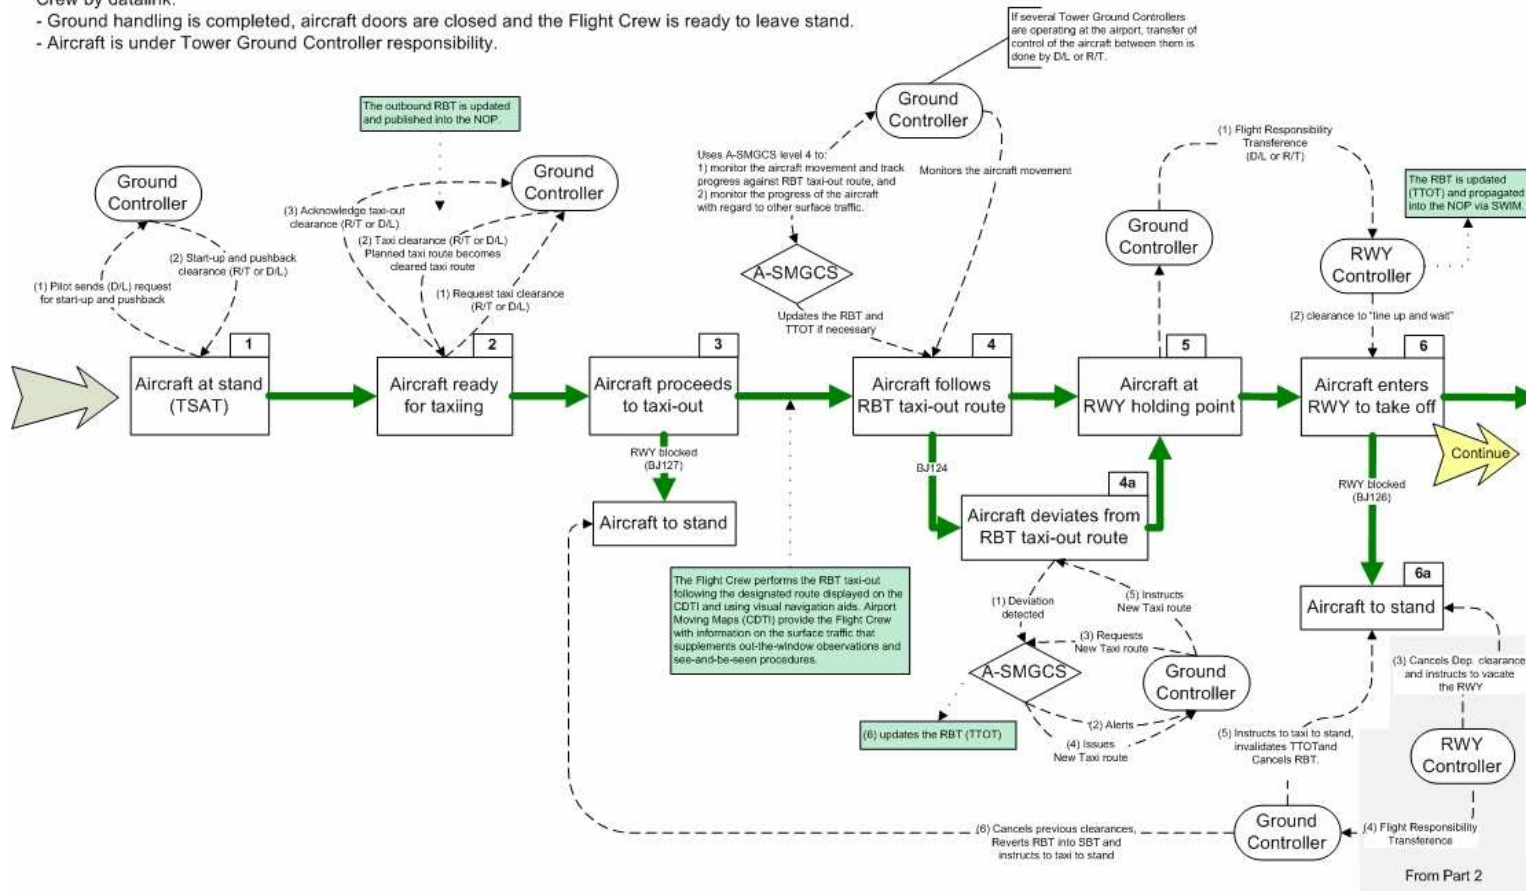 Crew by datalink.
- Ground handling is completed, aircraft doors are closed and the Flight Crew is ready to leave stand.
- Aircraft is under Tower Ground Controller responsibility.
If several Tower Ground Controllers
are operating at the airport, transfer of
control of the aircraft between them is
done by D/L or R/T.
The outbound RBT is updated
and published into the NOP.
Ground
Controller
(1) Pilot sends (D/L) request
for start-up and pushback
(2) Start-up and pushback
clearance (R/T or D/L)
Ground
Controller
(3) Acknowledge taxi-out
clearance (R/T or D/L)
(2) Taxi clearance (R/T or D/L)
Planned taxi route becomes
cleared taxi route
(1) Request taxi clearance
(R/T or D/L)
Ground
Controller
Uses A-SMGCS level 4 to:
1) monitor the aircraft movement and track
progress against RBT taxi-out route, and
2) monitor the progress of the aircraft
with regard to other surface traffic.
Monitors the aircraft movement
A-SMGCS
Updates the RBT and
TTOT if necessary
(1) Flight Responsibility
Transference
(D/L or R/T)
Ground
Controller
The RBT is updated
(TTOT) and propagated
into the NOP via SWIM.
RWY
Controller
(2) clearance to "line up and wait"
1
Aircraft at stand
(TSAT)
2
Aircraft ready
for taxiing
3
Aircraft proceeds
to taxi-out
4
Aircraft follows
RBT taxi-out route
5
Aircraft at
RWY holding point
6
Aircraft enters
RWY to take off
Continue
RWY blocked
(BJ127)
Aircraft to stand
BJ124
4a
Aircraft deviates from
RBT taxi-out route
RWY blocked
(BJ126)
6a
Aircraft to stand
The Flight Crew performs the RBT taxi-out
following the designated route displayed on the
CDTI and using visual navigation aids. Airport
Moving Maps (CDTI) provide the Flight Crew
with information on the surface traffic that
supplements out-the-window observations and
see-and-be-seen procedures.
(1) Deviation
detected
(5) Instructs
New Taxi route
(3) Requests
New Taxi route
A-SMGCS
Ground
Controller
(2) Alerts
(4) Issues
New Taxi route
(6) updates the RBT (TTOT)
(3) Cancels Dep. clearance
and instructs to vacate
the RWY
RWY
Controller
(5) Instructs to taxi to stand,
invalidates TTOTand
Cancels RBT.
Ground
Controller
(4) Flight Responsibility
Transference
(6) Cancels previous clearances,
Reverts RBT into SBT and
instructs to taxi to stand
From Part 2